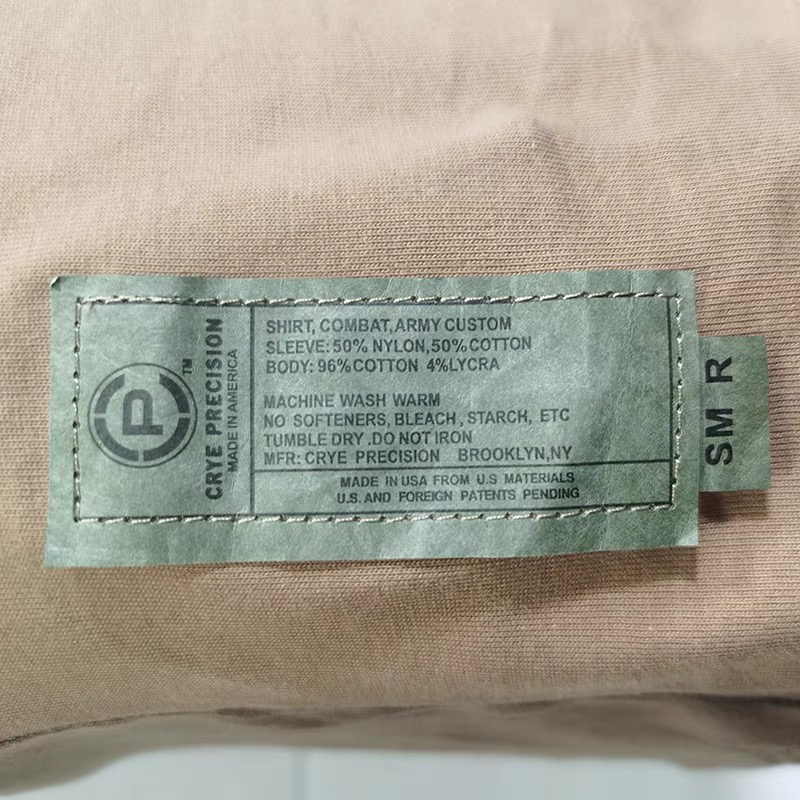 P
TM
CRYE PRECISION
MADE IN AMERICA
SHIRT, COMBAT,ARMY CUSTOM
SLEEVE: 50% NYLON,50% COTTON
BODY: 96% COTTON 4%LYCRA
MACHINE WASH WARM
NO SOFTENERS, BLEACH , STARCH, ETC
TUMBLE DRY .DO NOT IRON
MFR: CRYE PRECISION BROOKLYN,NY
MADE IN USA FROM U.S MATERIALS
U.S. AND FOREIGN PATENTS PENDING
SM R